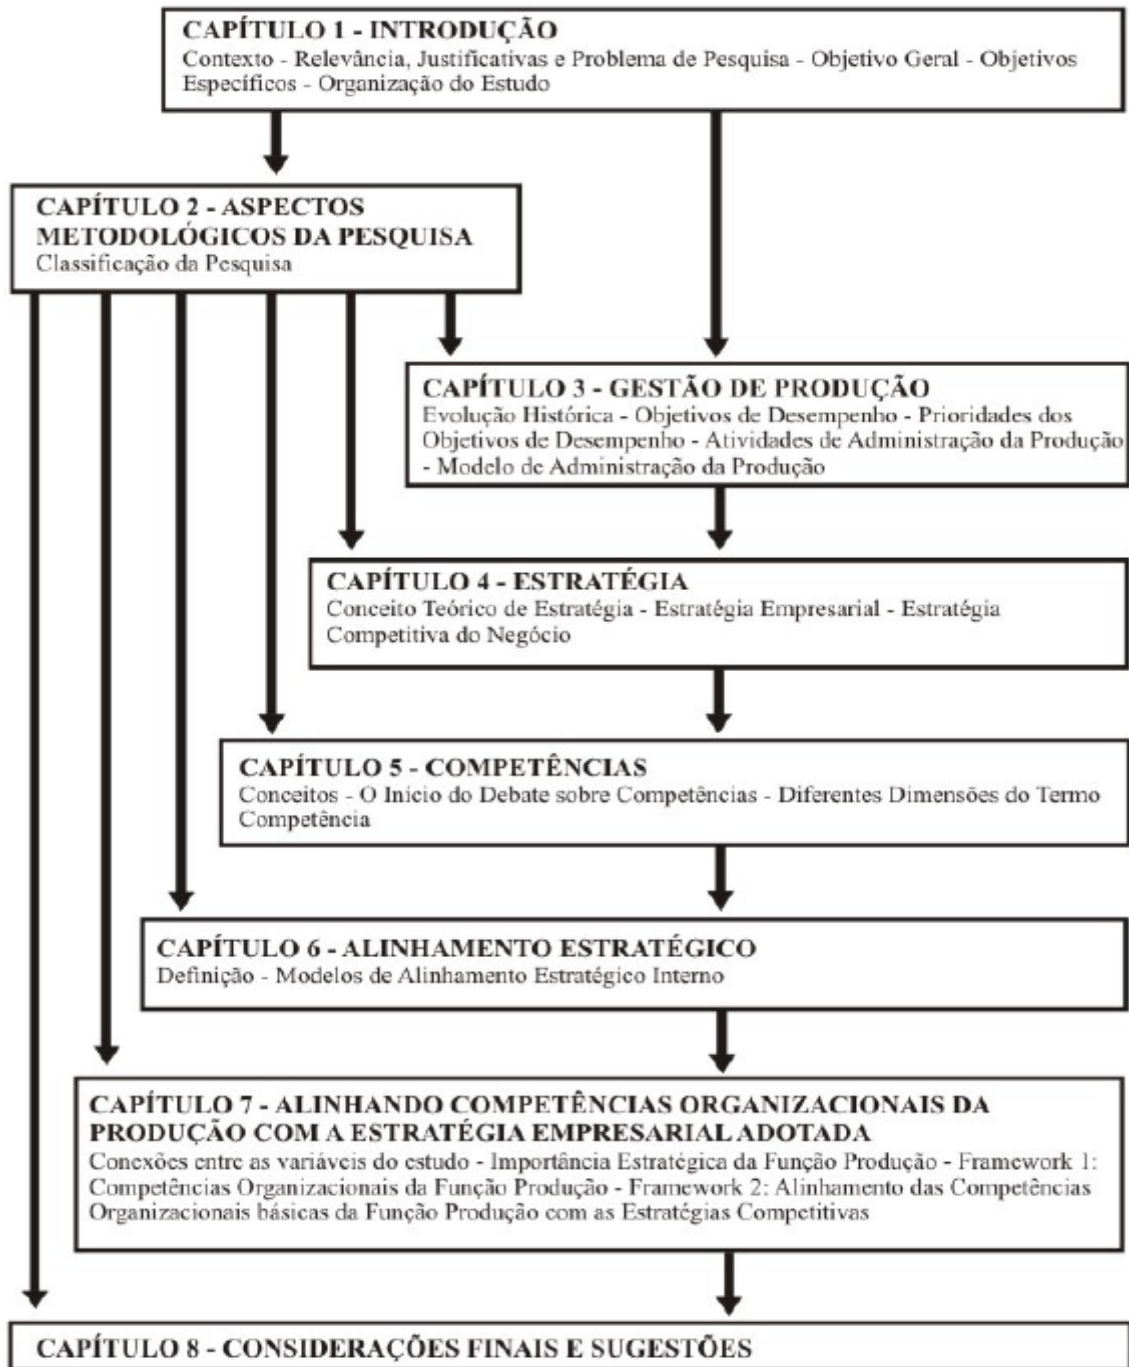 CAPÍTULO 1 - INTRODUÇÃO
Contexto - Relevância, Justificativas e Problema de Pesquisa - Objetivo Geral - Objetivos
Específicos - Organização do Estudo
CAPÍTULO 2 - ASPECTOS
METODOLÓGICOS DA PESQUISA
Classificação da Pesquisa
CAPÍTULO 3 - GESTÃO DE PRODUÇÃO
Evolução Histórica - Objetivos de Desempenho - Prioridades dos
Objetivos de Desempenho - Atividades de Administração da Produção
- Modelo de Administração da Produção
CAPÍTULO 4 - ESTRATÉGIA
Conceito Teórico de Estratégia - Estratégia Empresarial - Estratégia
Competitiva do Negócio
CAPÍTULO 5 - COMPETÊNCIAS
Conceitos - O Início do Debate sobre Competências - Diferentes Dimensões do Termo
Competência
CAPÍTULO 6 - ALINHAMENTO ESTRATÉGICO
Definição - Modelos de Alinhamento Estratégico Interno
CAPÍTULO 7 - ALINHANDO COMPETÊNCIAS ORGANIZACIONAIS DA
PRODUÇÃO COM A ESTRATÉGIA EMPRESARIAL ADOTADA
Conexões entre as variáveis do estudo - Importância Estratégica da Função Produção - Framework 1:
Competências Organizacionais da Função Produção - Framework 2: Alinhamento das Competências
Organizacionais básicas da Função Produção com as Estratégias Competitivas
CAPÍTULO 8 - CONSIDERAÇÕES FINAIS E SUGESTÕES